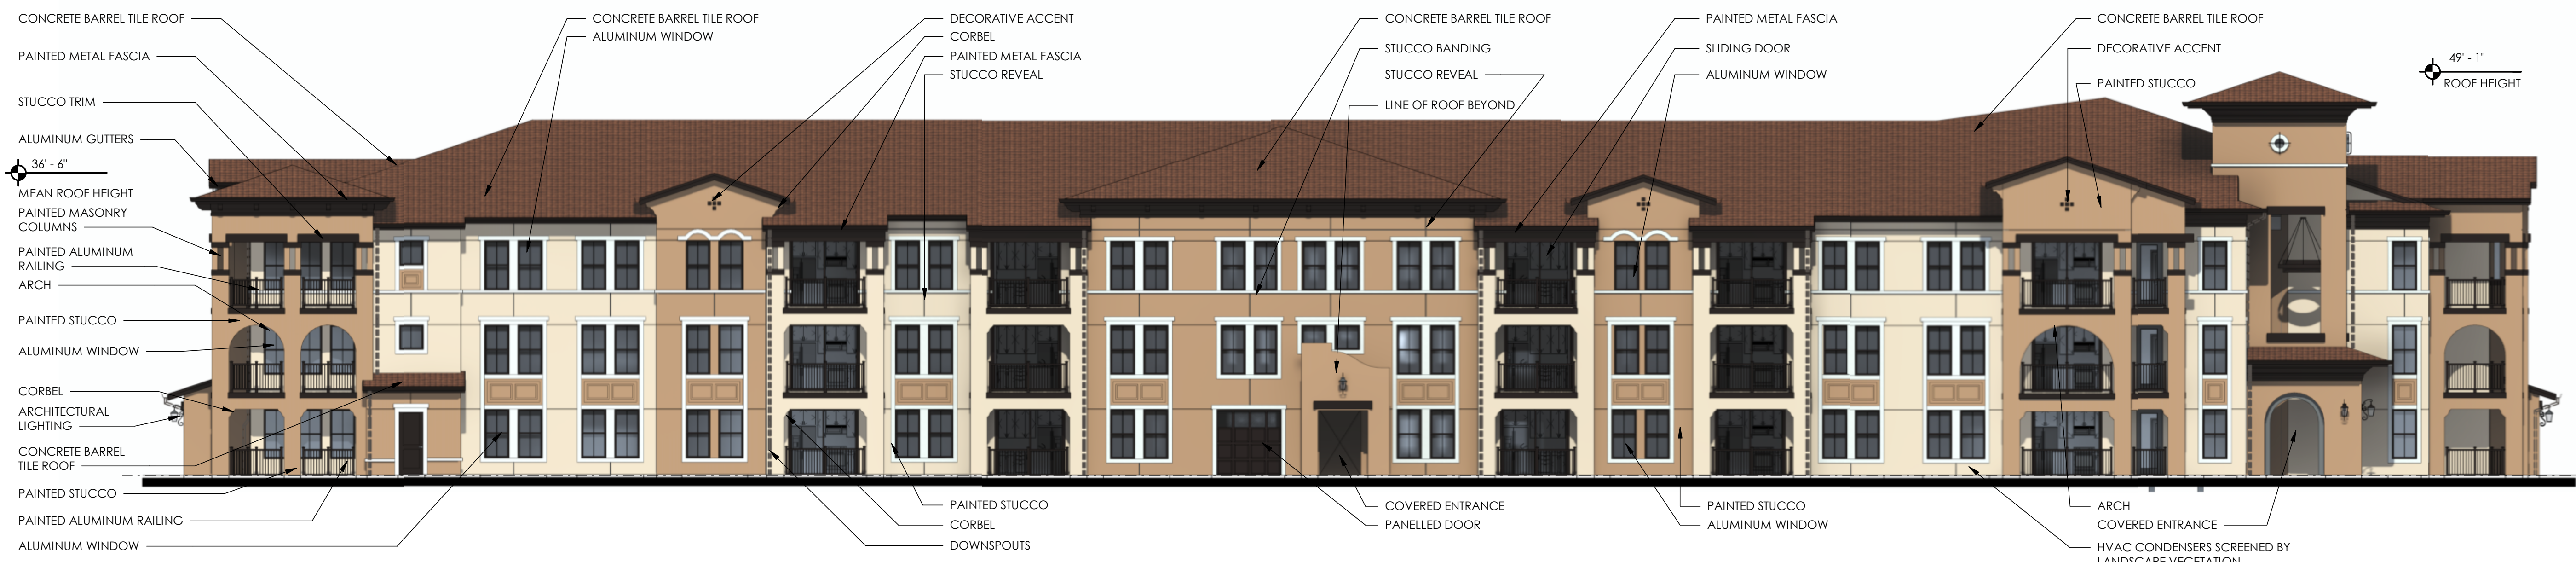 CONCRETE BARREL TILE ROOF
PAINTED METAL FASCIA
STUCCO TRIM
ALUMINUM GUTTERS
36' - 6"
MEAN ROOF HEIGHT
PAINTED MASONRY
COLUMNS
PAINTED ALUMINUM
RAILING
ARCH
PAINTED STUCCO
ALUMINUM WINDOW
CORBEL
ARCHITECTURAL
LIGHTING
CONCRETE BARREL
TILE ROOF
PAINTED STUCCO
PAINTED ALUMINUM RAILING
ALUMINUM WINDOW
CONCRETE BARREL TILE ROOF
ALUMINUM WINDOW
DECORATIVE ACCENT
CORBEL
PAINTED METAL FASCIA
STUCCO REVEAL
PAINTED STUCCO
CORBEL
DOWNSPOUTS
CONCRETE BARREL TILE ROOF
STUCCO BANDING
STUCCO REVEAL
LINE OF ROOF BEYOND
COVERED ENTRANCE
PANELLED DOOR
PAINTED METAL FASCIA
SLIDING DOOR
ALUMINUM WINDOW
PAINTED STUCCO
ALUMINUM WINDOW
CONCRETE BARREL TILE ROOF
DECORATIVE ACCENT
PAINTED STUCCO
49' - 1"
ROOF HEIGHT
ARCH
COVERED ENTRANCE
HVAC CONDENSERS SCREENED BY
LANDSCAPE VEGETATION